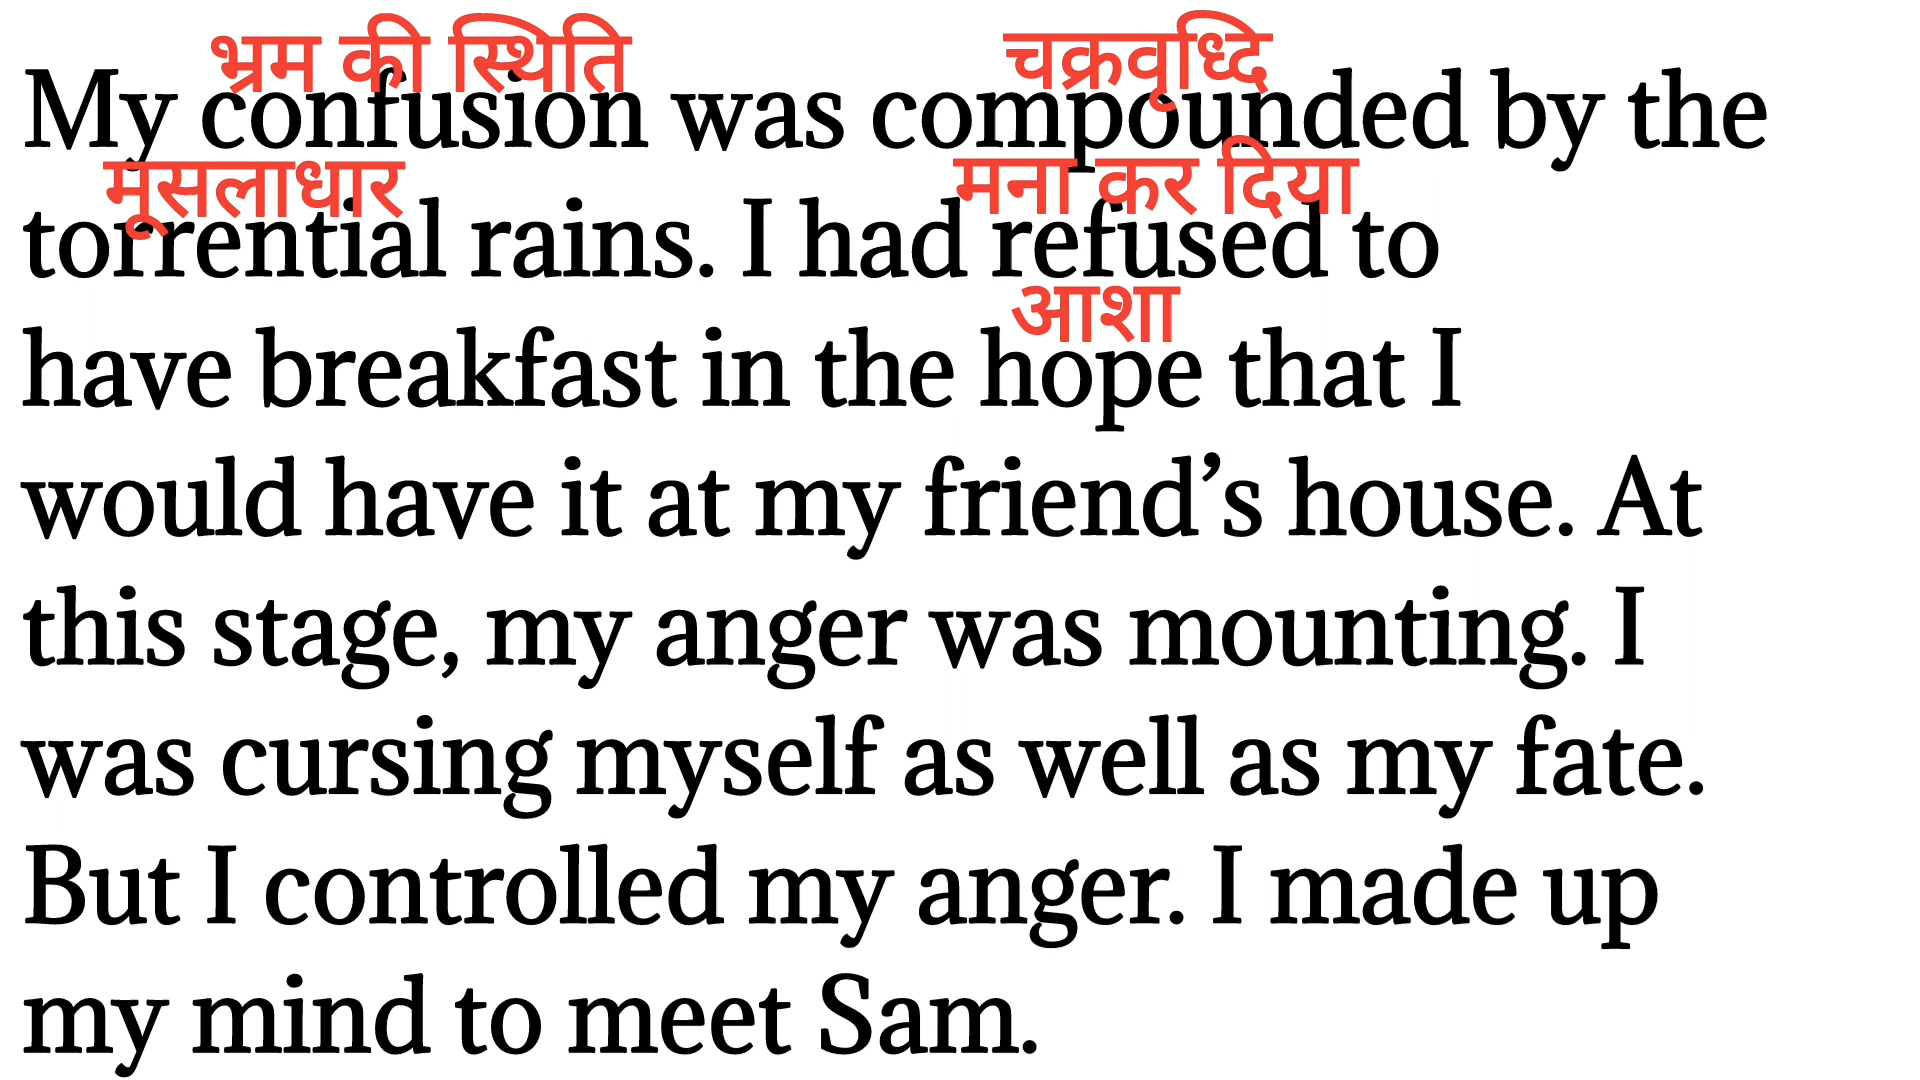 भ्रम की स्थिति चक्रवृध्दि
My confusion was compounded by the
मूसलाधार मना कर दिया
torrential rains. I had refused to
आशा
have breakfast in the hope that I
would have it at my friend’s house. At
this stage, my anger was mounting. I
was cursing myself as well as my fate.
But I controlled my anger. I made up
my mind to meet Sam.